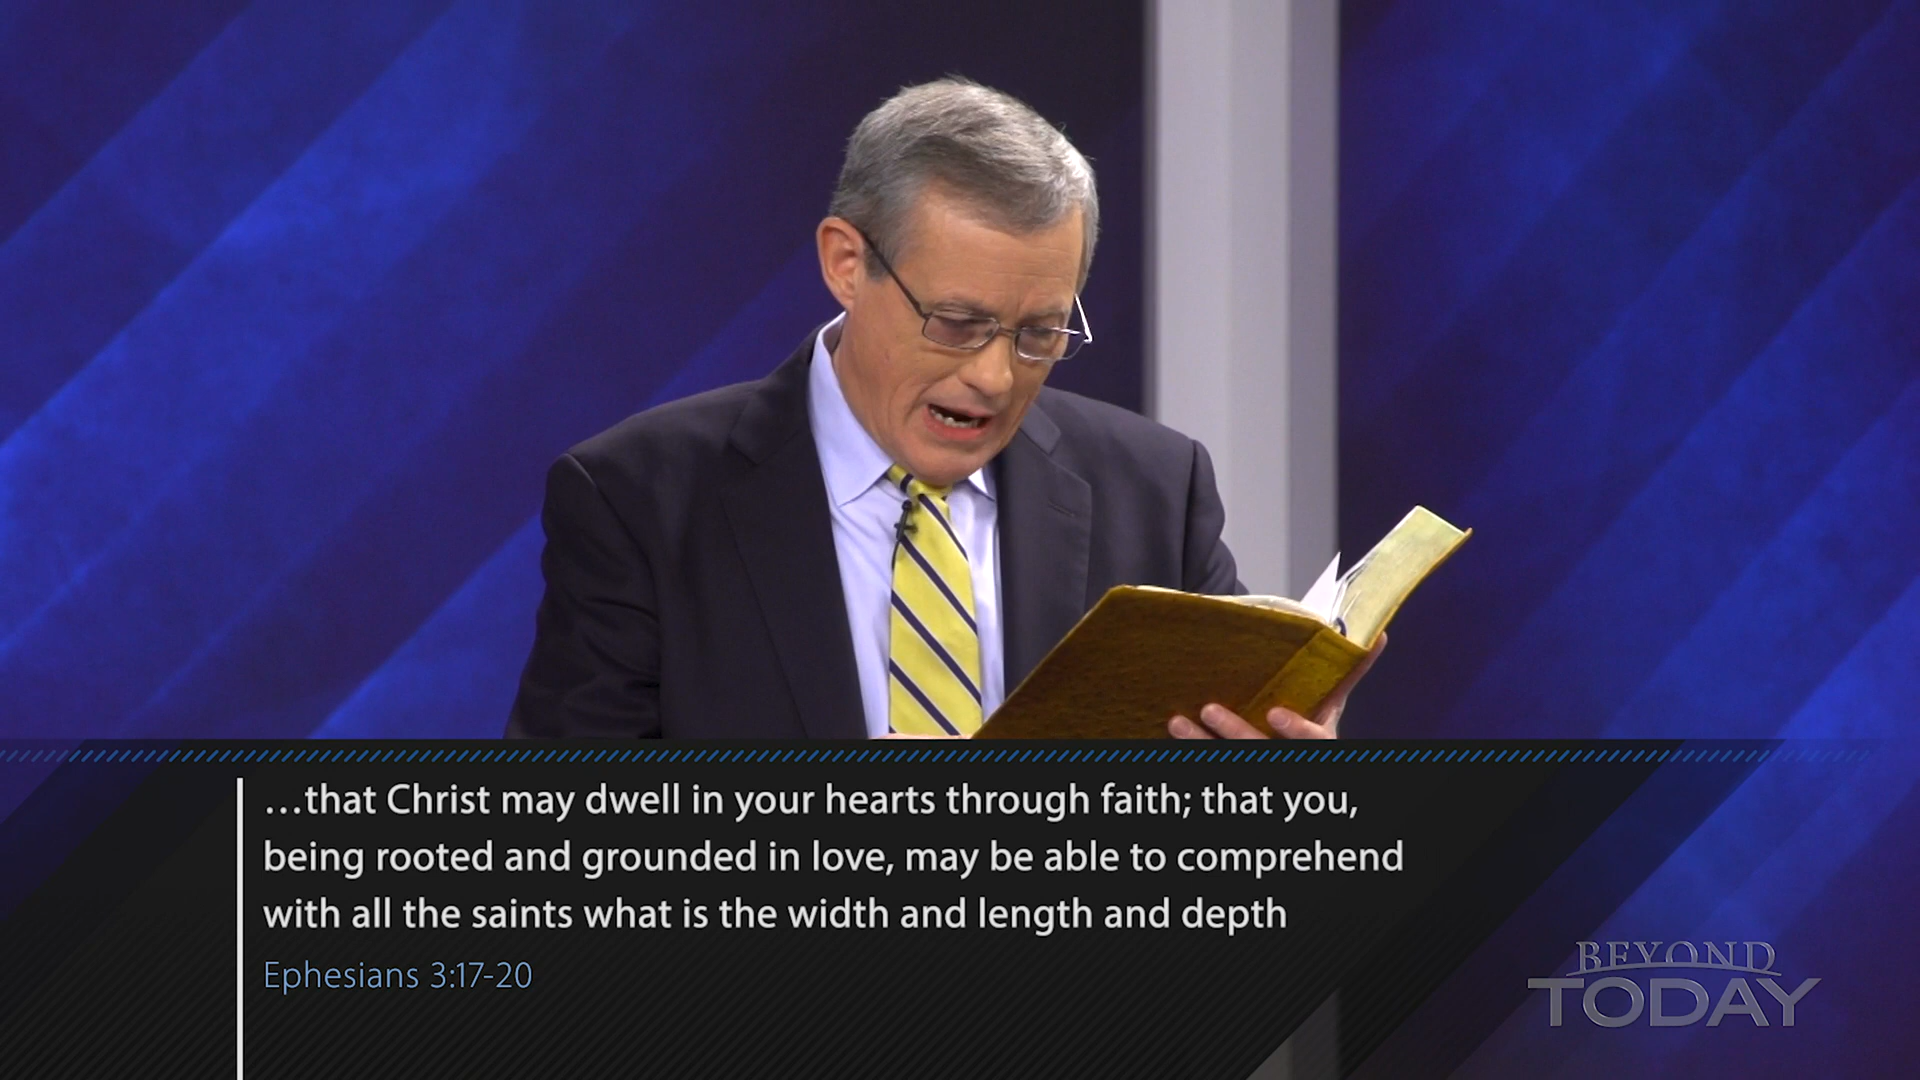 …that Christ may dwell in your hearts through faith; that you,
being rooted and grounded in love, may be able to comprehend
with all the saints what is the width and length and depth
Ephesians 3:17-20
BEYOND
TODAY